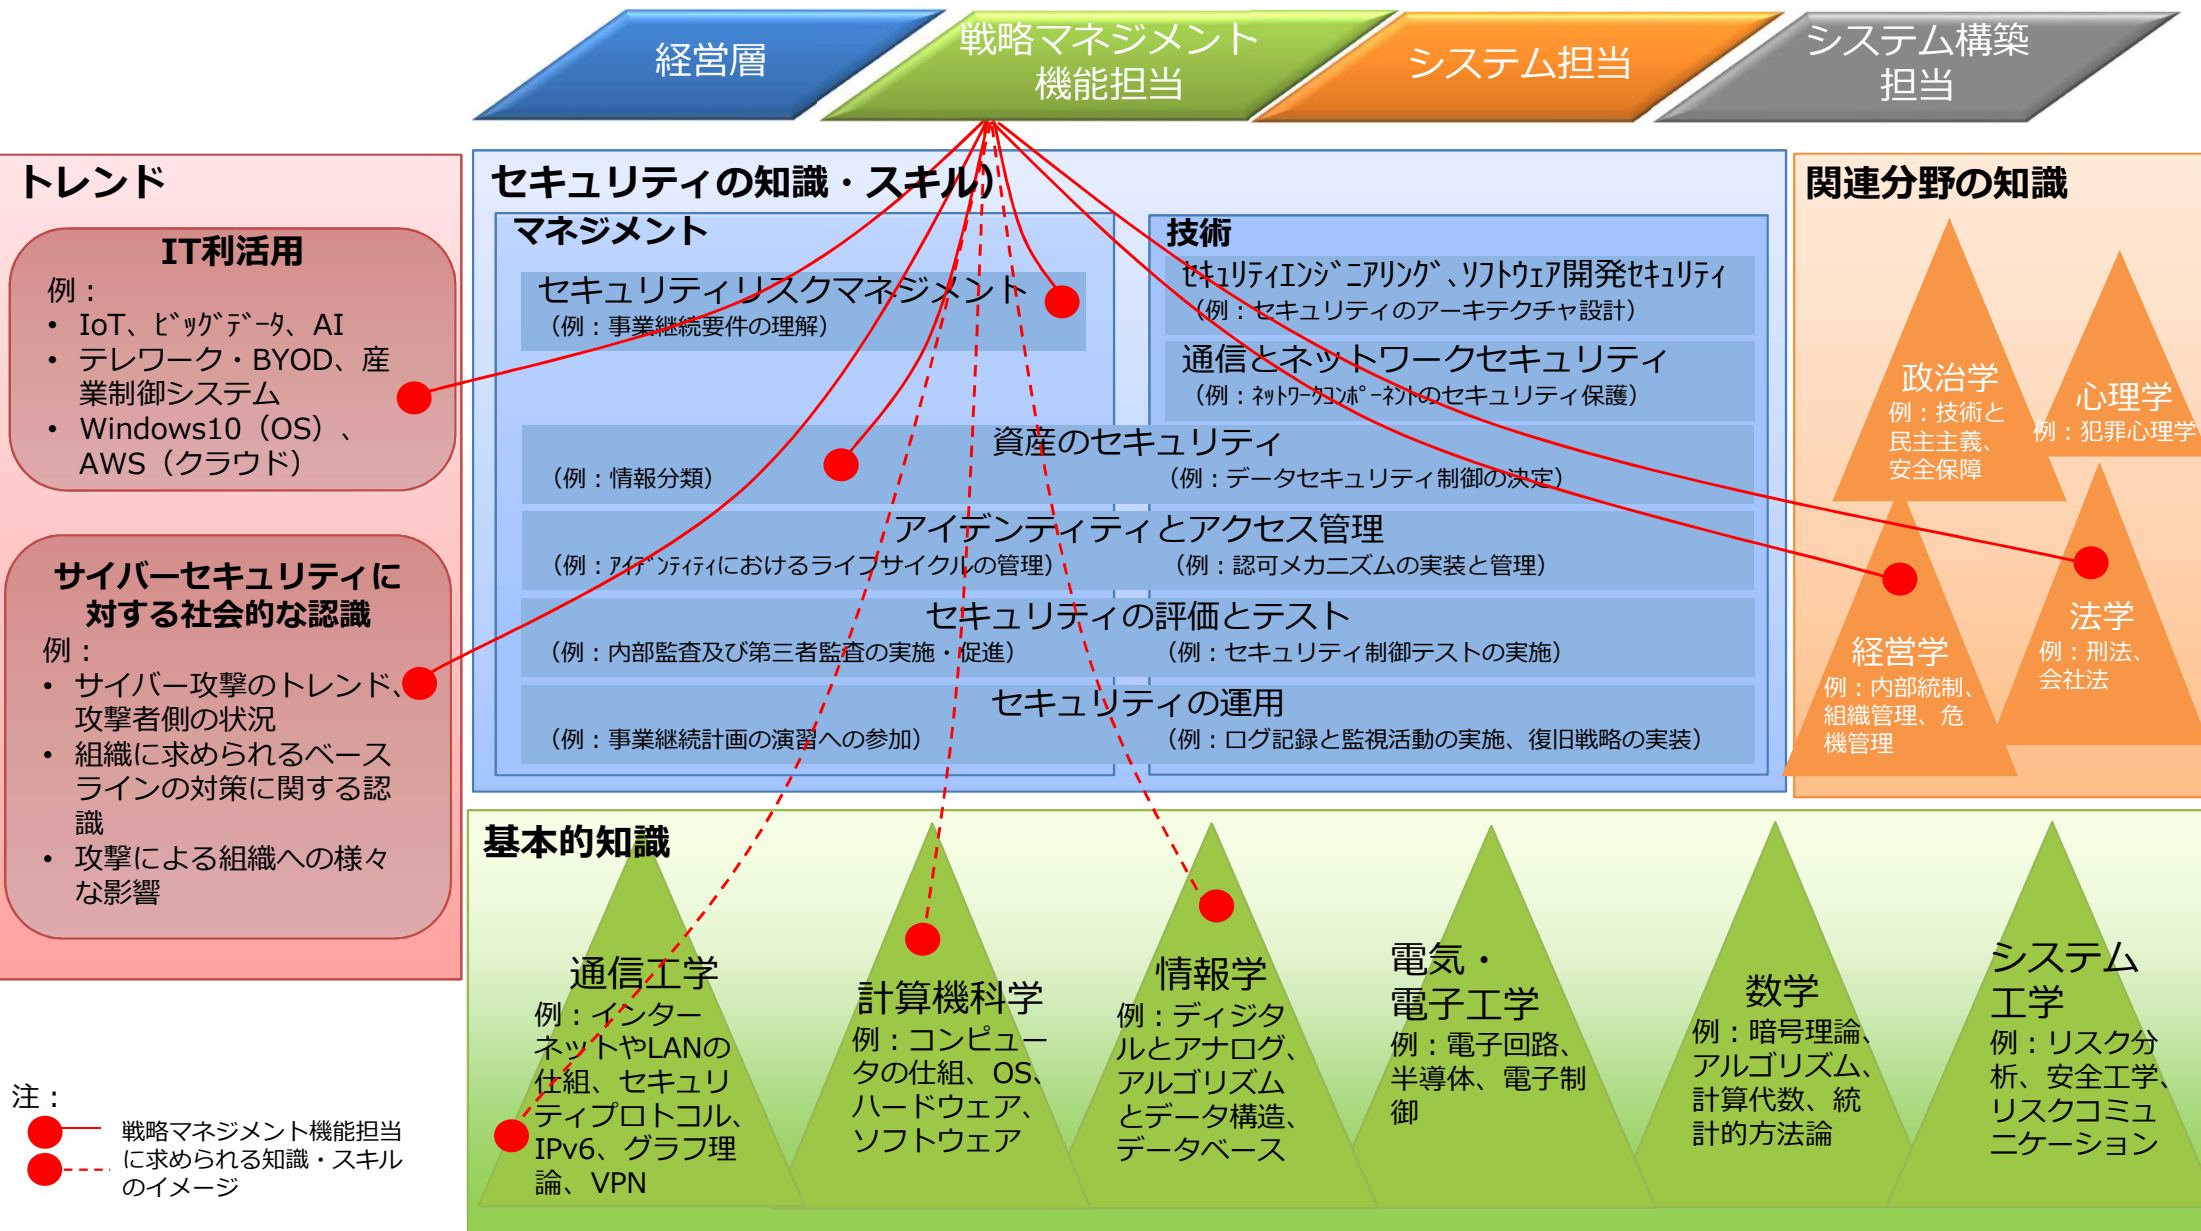 経営層
戦略マネジメント
機能担当
システム担当
システム構築
担当
トレンド
IT利活用
例：
• IoT、ﾋﾞｯｸﾞﾃﾞｰﾀ、AI
• テレワーク・BYOD、産
業制御システム
• Windows10（OS）、
AWS（クラウド）
サイバーセキュリティに
対する社会的な認識
例：
• サイバー攻撃のトレンド、
攻撃者側の状況
• 組織に求められるベース
ラインの対策に関する認
識
• 攻撃による組織への様々
な影響
セキュリティの知識・スキル）
マネジメント
セキュリティリスクマネジメント
（例：事業継続要件の理解）
技術
ｾｷｭﾘﾃｨｴﾝｼﾞﾆｱﾘﾝｸﾞ、ｿﾌﾄｳｪｱ開発ｾｷｭﾘﾃｨ
（例：セキュリティのアーキテクチャ設計）
通信とネットワークセキュリティ
（例：ﾈｯﾄﾜｰｸｺﾝﾎﾟｰﾈﾝﾄのセキュリティ保護）
資産のセキュリティ
（例：情報分類）
（例：データセキュリティ制御の決定）
アイデンティティとアクセス管理
（例：ｱｲﾃﾞﾝﾃｨﾃｨにおけるライフサイクルの管理）
（例：認可メカニズムの実装と管理）
セキュリティの評価とテスト
（例：内部監査及び第三者監査の実施・促進）
（例：セキュリティ制御テストの実施）
セキュリティの運用
（例：事業継続計画の演習への参加）
（例：ログ記録と監視活動の実施、復旧戦略の実装）
関連分野の知識
政治学
例：技術と
民主主義、
安全保障
心理学
例：犯罪心理学
経営学
例：内部統制、
組織管理、危
機管理
法学
例：刑法、
会社法
基本的知識
通信工学
例：インター
ネットやLANの
仕組、セキュリ
ティプロトコル、
IPv6、グラフ理
論、VPN
計算機科学
例：コンピュー
タの仕組、OS、
ハードウェア、
ソフトウェア
情報学
例：ディジタ
ルとアナログ、
アルゴリズム
とデータ構造、
データベース
電気・
電子工学
例：電子回路、
半導体、電子制
御
数学
例：暗号理論、
アルゴリズム、
計算代数、統
計的方法論
システム
工学
例：リスク分
析、安全工学、
リスクコミュ
ニケーション
注：
戦略マネジメント機能担当
に求められる知識・スキル
のイメージ